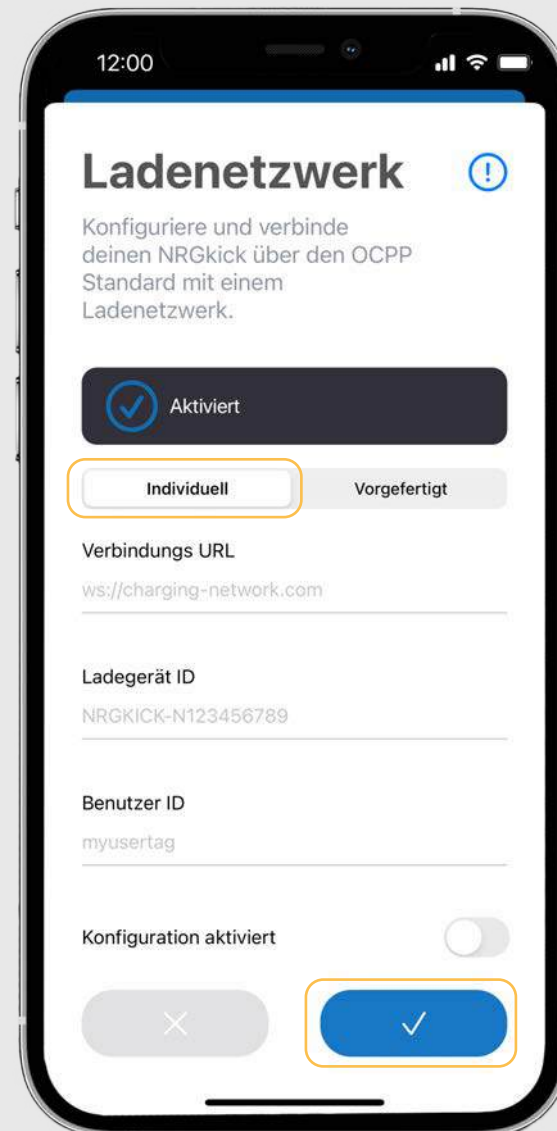 12:00
Ladenetzwerk
Konfiguriere und verbinde
deinen NRGkick über den OCPP
Standard mit einem
Ladenetzwerk.
Aktiviert
Individuell Vorgefertigt
Verbindungs URL
ws://charging-network.com
Ladegerät ID
NRGKICK-N123456789
Benutzer ID
myusertag
Konfiguration aktiviert